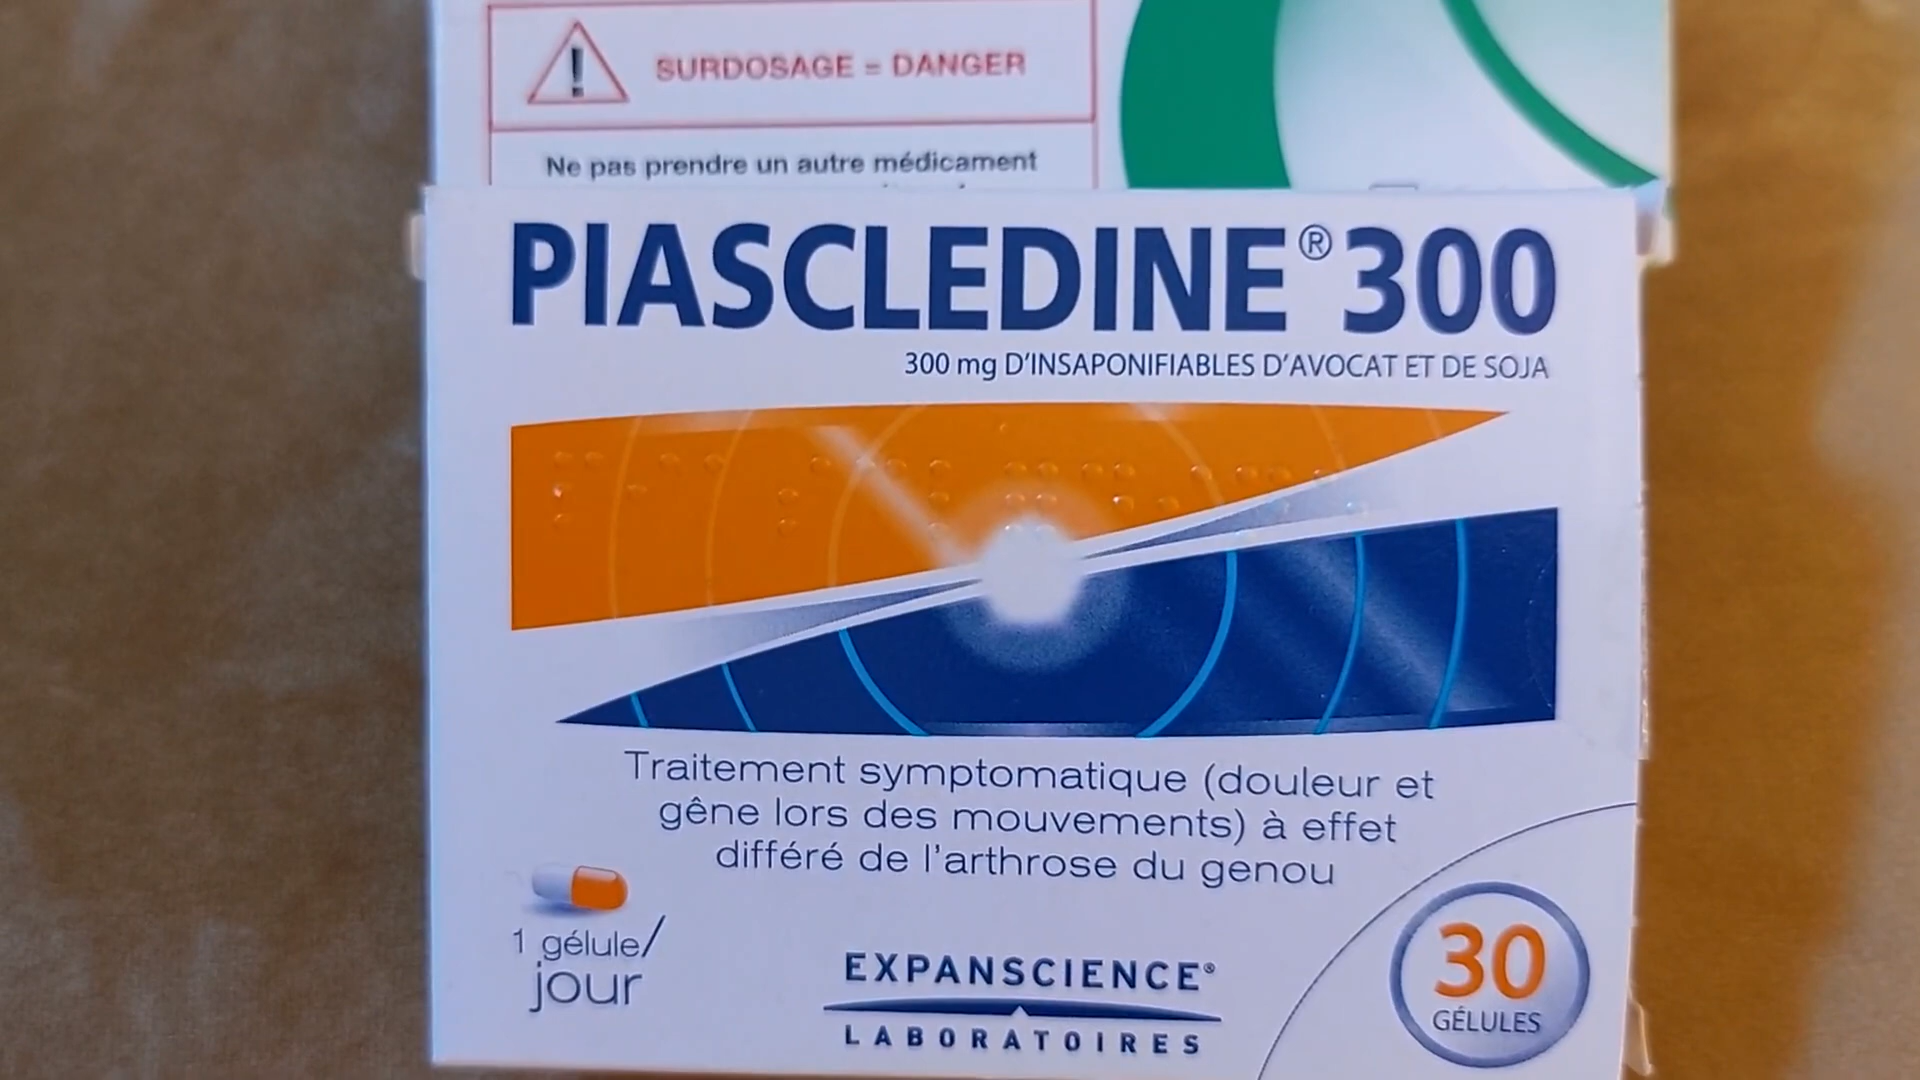 SURDOSAGE = DANGER
Ne pas prendre un autre médicament
PIASCLEDINE® 300
300 mg D'INSAPONIFIABLES D'AVOCAT ET DE SOJA
Traitement symptomatique (douleur et
gêne lors des mouvements) à effet
différé de l'arthrose du genou
1 gélule/
jour
EXPANSCIENCE®
LABORATOIRES
30
GÉLULES